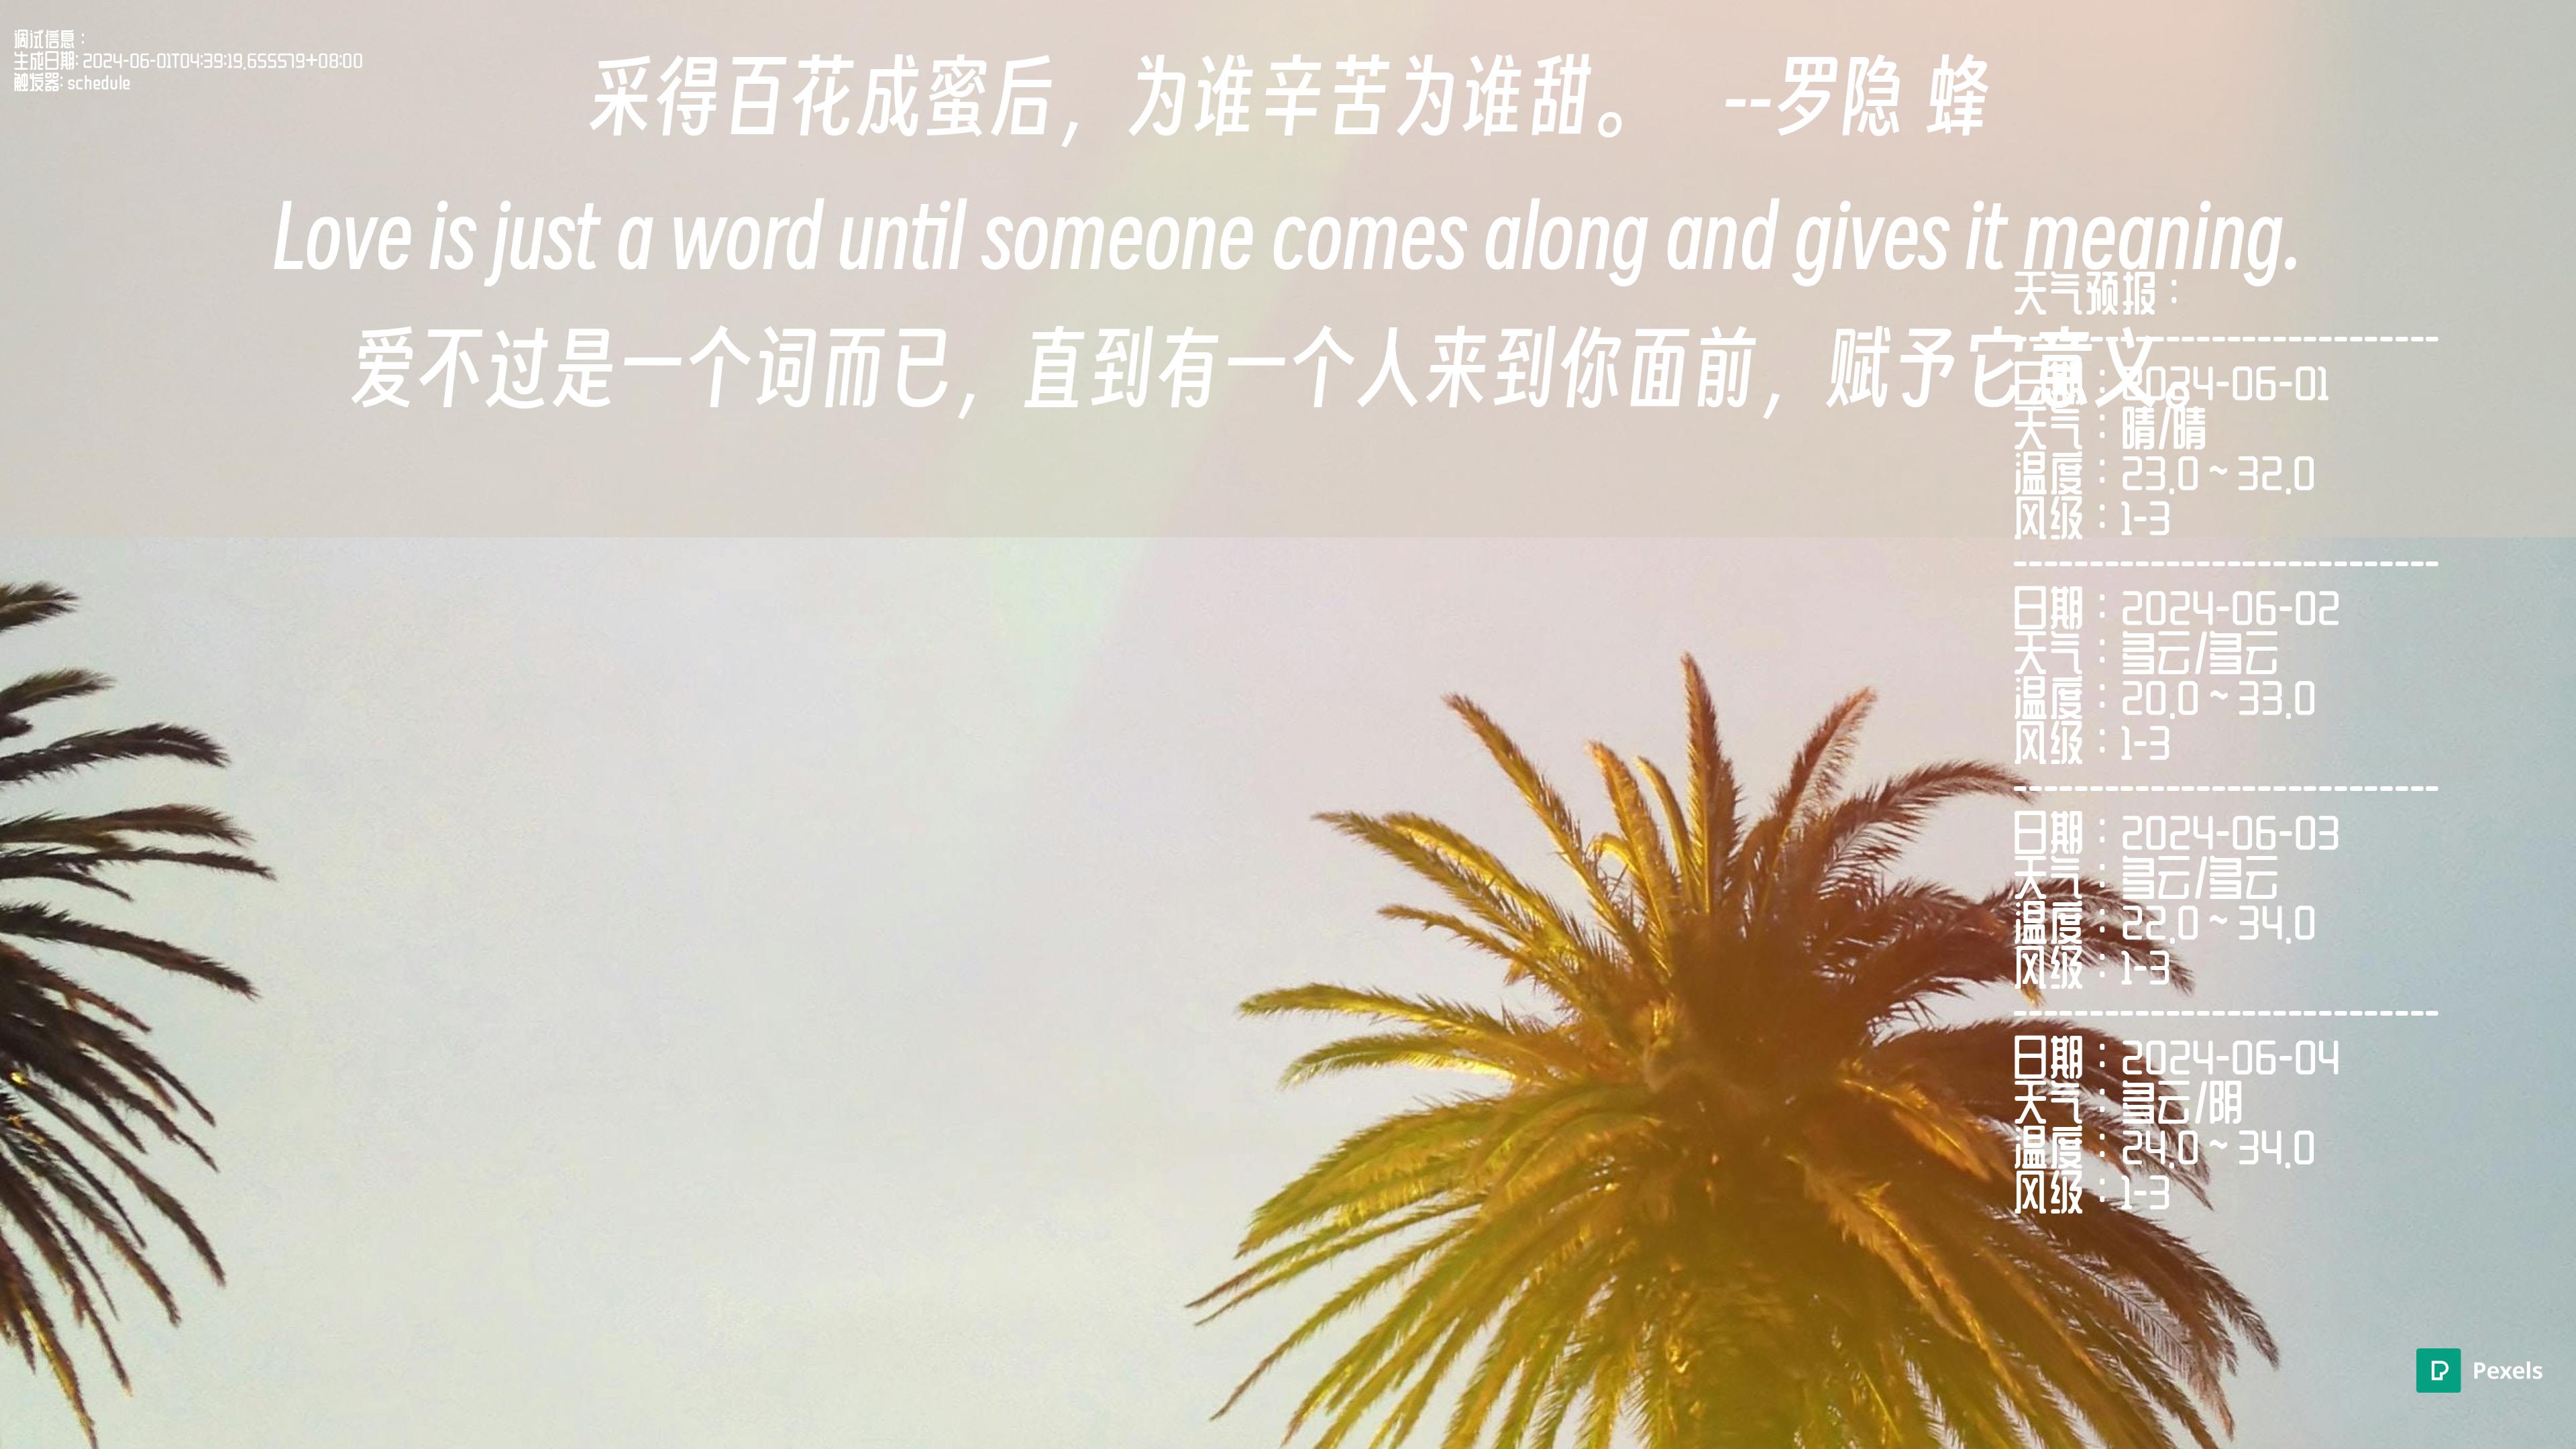 调试信息：
生成日期: 2024-06-01T04:39:19.655579+08:00
触发器: schedule
采得百花成蜜后，为谁辛苦为谁甜。 --罗隐 蜂
Love is just a word until someone comes along and gives it meaning.
爱不过是一个词而已，直到有一个人来到你面前，赋予它意义。
天气预报：
------------------------------
日期：2024-06-01
天气：晴/晴
温度：23.0 ~ 32.0
风级：1-3
------------------------------
日期：2024-06-02
天气：多云/多云
温度：20.0 ~ 33.0
风级：1-3
------------------------------
日期：2024-06-03
天气：多云/多云
温度：22.0 ~ 34.0
风级：1-3
------------------------------
日期：2024-06-04
天气：多云/阴
温度：24.0 ~ 34.0
风级：1-3
Pexels